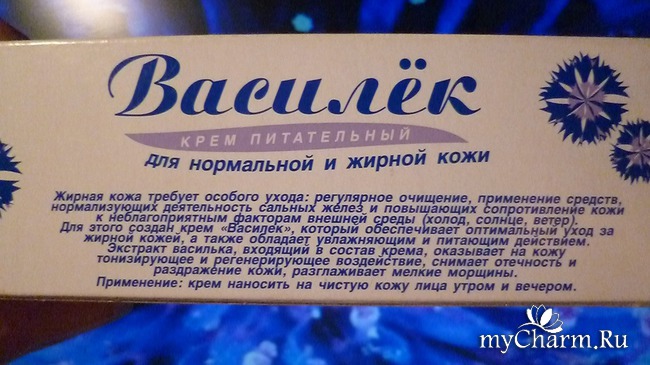 Василёк
КРЕМ ПИТАТЕЛЬНЫЙ
для нормальной и жирной кожи
Жирная кожа требует особого ухода: регулярное очищение, применение средств,
нормализующих деятельность сальных желез и повышающих сопротивление кожи
к неблагоприятным факторам внешней среды (холод, солнце, ветер).
Для этого создан крем «Василек», который обеспечивает оптимальный уход за
жирной кожей, а также обладает увлажняющим и питающим действием.
Экстракт василька, входящий в состав крема, оказывает на кожу
тонизирующее и регенерирующее воздействие, снимает отечность и
раздражение кожи, разглаживает мелкие морщины.
Применение: крем наносить на чистую кожу лица утром и вечером.
myCharm.Ru